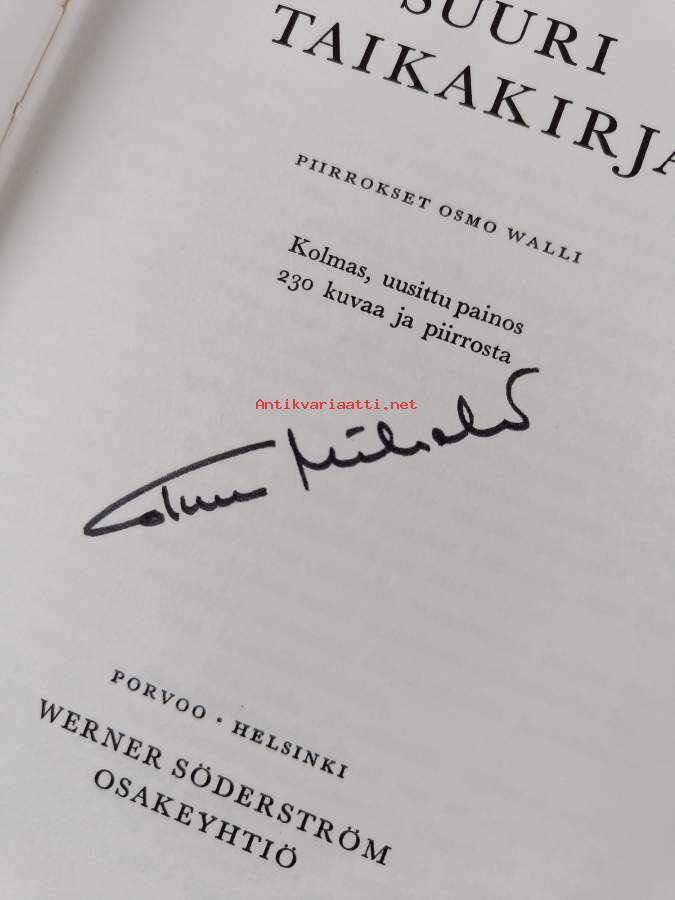 SUURI
TAIKAKIRJA
PIIRROKSET OSMO WALLI
Kolmas, uusittu painos
230 kuvaa ja piirrosta
Antikvariaatti.net
PORVOO · HELSINKI
WERNER SÖDERSTRÖM
OSAKEYHTIÖ